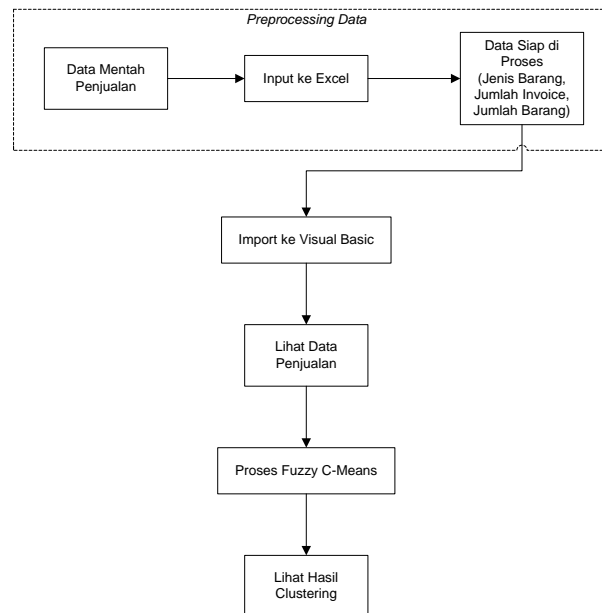 Preprocessing Data
Data Mentah
Penjualan
Input ke Excel
Data Siap di
Proses
(Jenis Barang,
Jumlah Invoice,
Jumlah Barang)
Import ke Visual Basic
Lihat Data
Penjualan
Proses Fuzzy C-Means
Lihat Hasil
Clustering